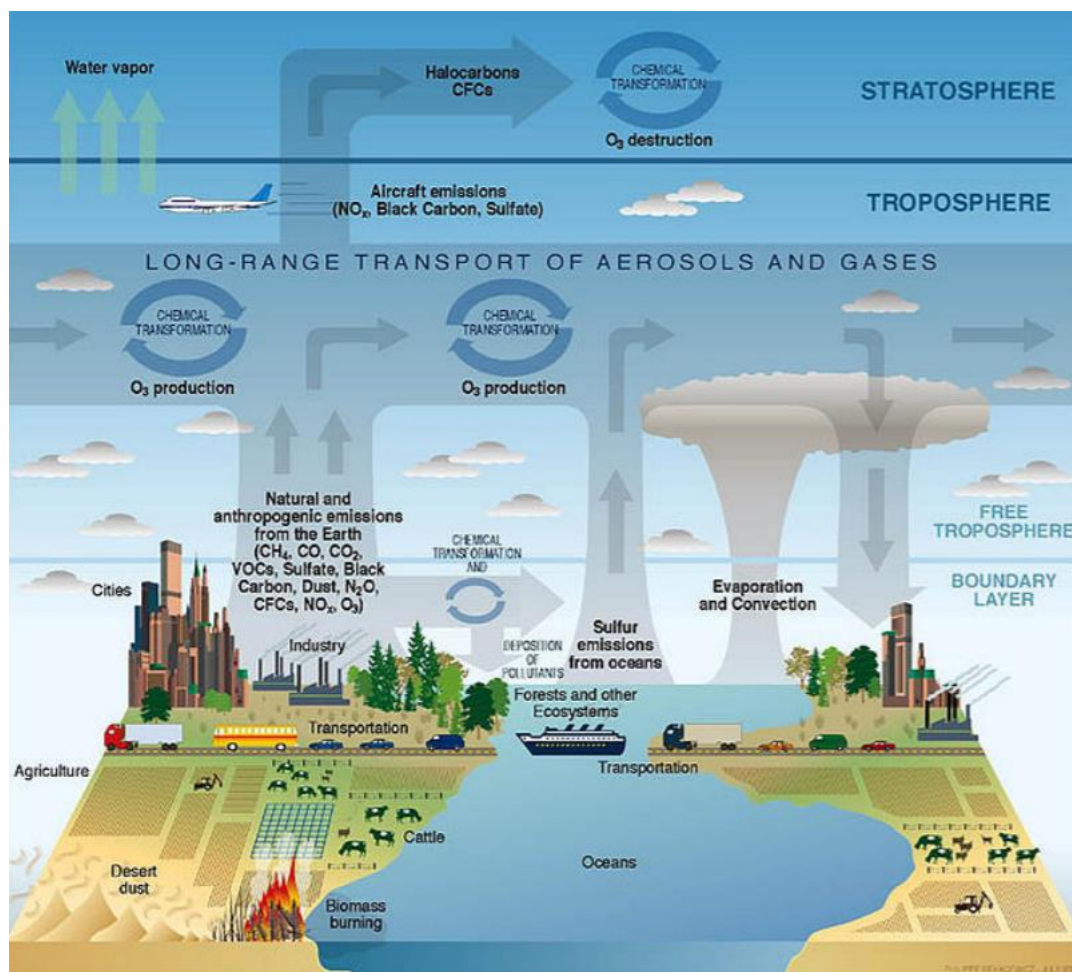 Water vapor
Halocarbons
CFCs
CHEMICAL
TRANSFORMATION
O₃ destruction
STRATOSPHERE
Aircraft emissions
(NOₓ, Black Carbon, Sulfate)
TROPOSPHERE
LONG-RANGE TRANSPORT OF AEROSOLS AND GASES
CHEMICAL
TRANSFORMATION
O₃ production
CHEMICAL
TRANSFORMATION
O₃ production
Natural and
anthropogenic emissions
from the Earth
(CH₄, CO, CO₂,
VOCs, Sulfate, Black
Carbon, Dust, N₂O,
CFCs, NOₓ, O₃)
CHEMICAL
TRANSFORMATION
AND
DEPOSITION
OF
POLLUTANTS
FREE
TROPOSPHERE
BOUNDARY
LAYER
Cities
Industry
Sulfur
emissions
from oceans
Evaporation
and Convection
Forests and other
Ecosystems
Transportation
Transportation
Agriculture
Cattle
Oceans
Desert
dust
Biomass
burning